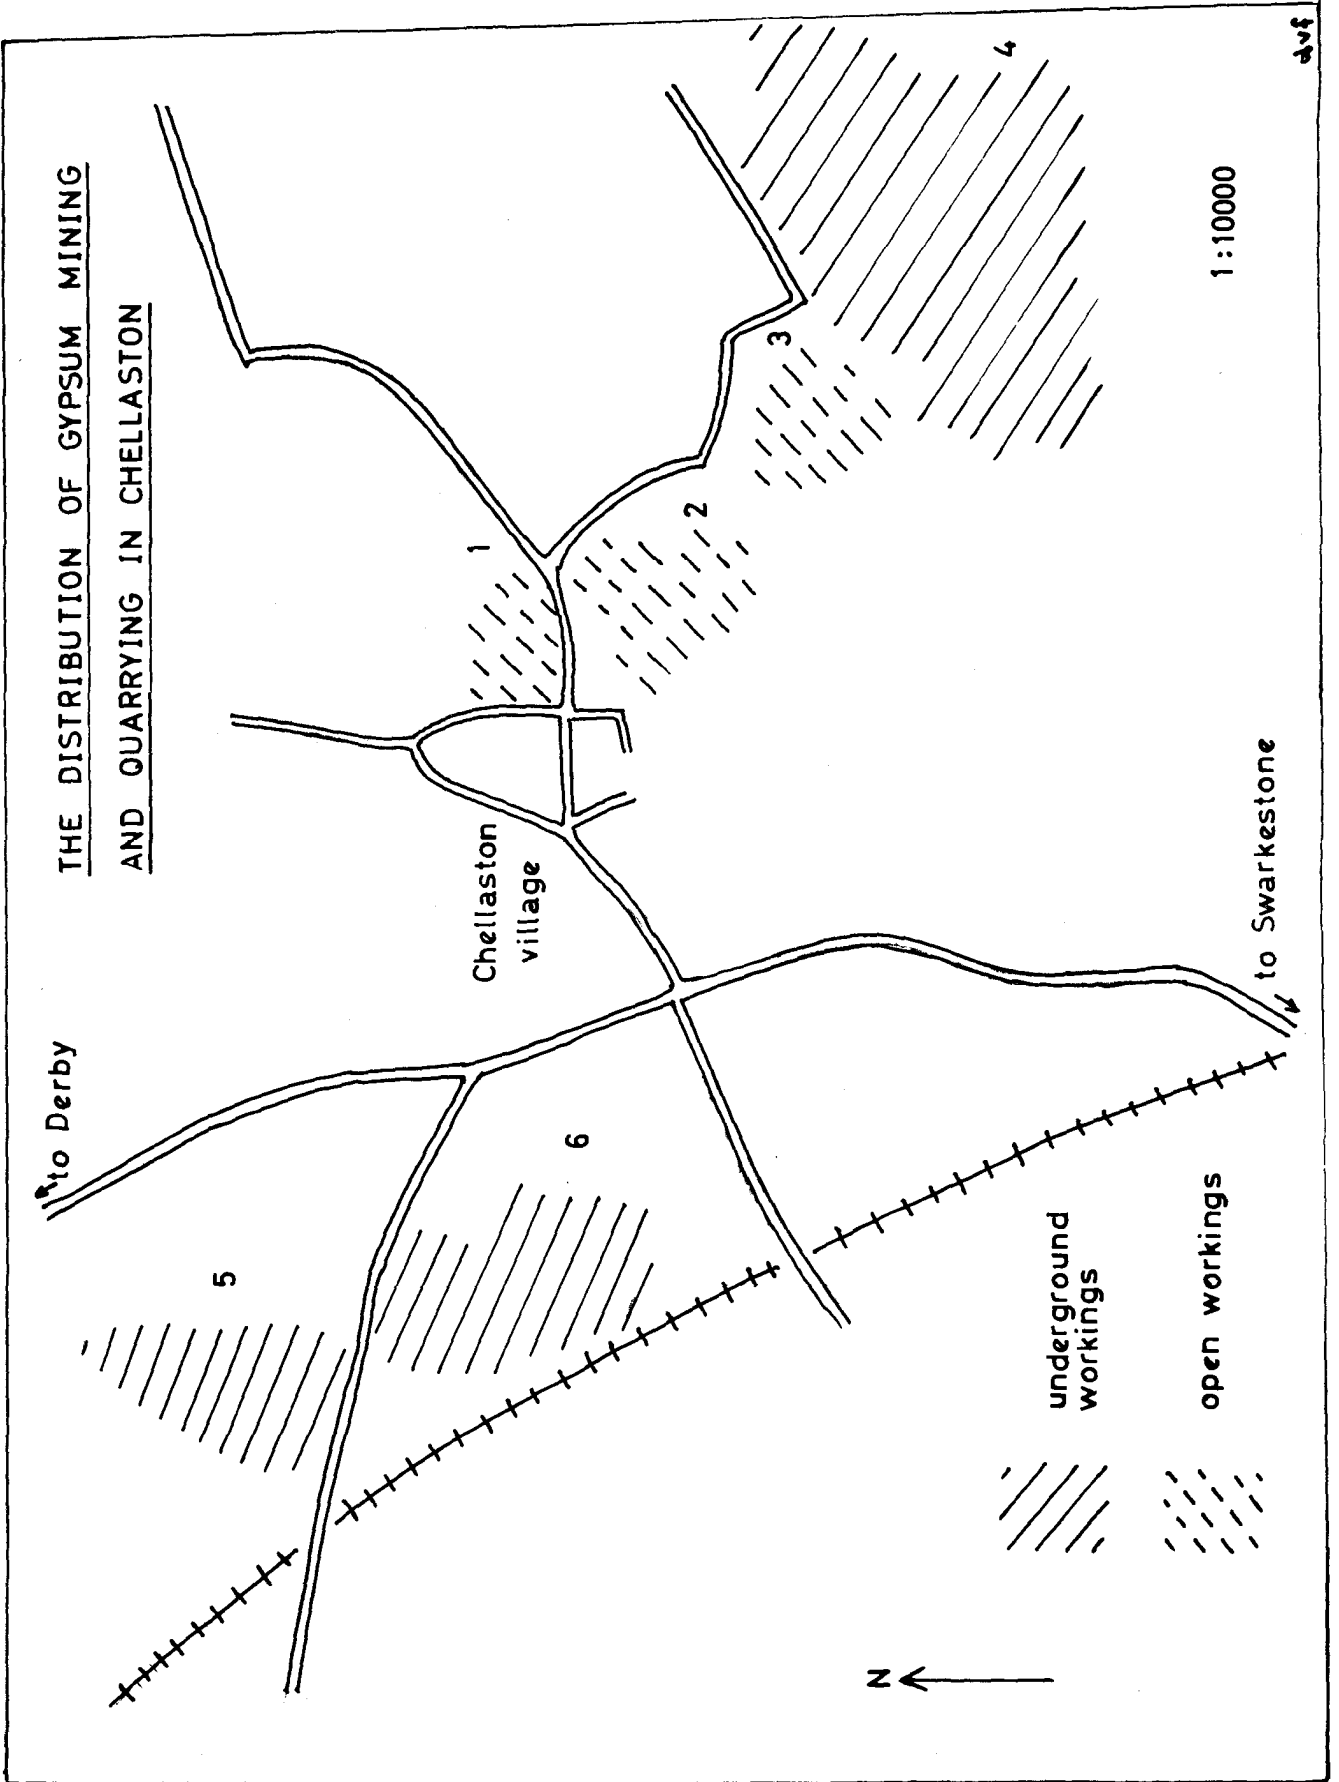 THE DISTRIBUTION OF GYPSUM MINING
AND QUARRYING IN CHELLASTON
to Derby
5
6
Chellaston
village
1
2
3
4
N
underground
workings
open workings
to Swarkestone
1:10000
dvf